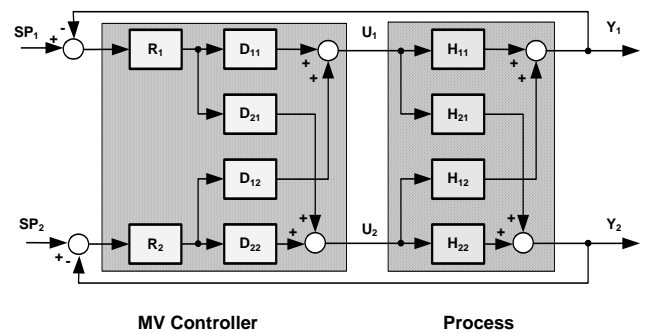 SP₁ - + R₁ D₁₁ + + U₁ H₁₁ + + Y₁
D₂₁ H₂₁
D₁₂ H₁₂
SP₂ + - R₂ D₂₂ + + U₂ H₂₂ + + Y₂
MV Controller Process